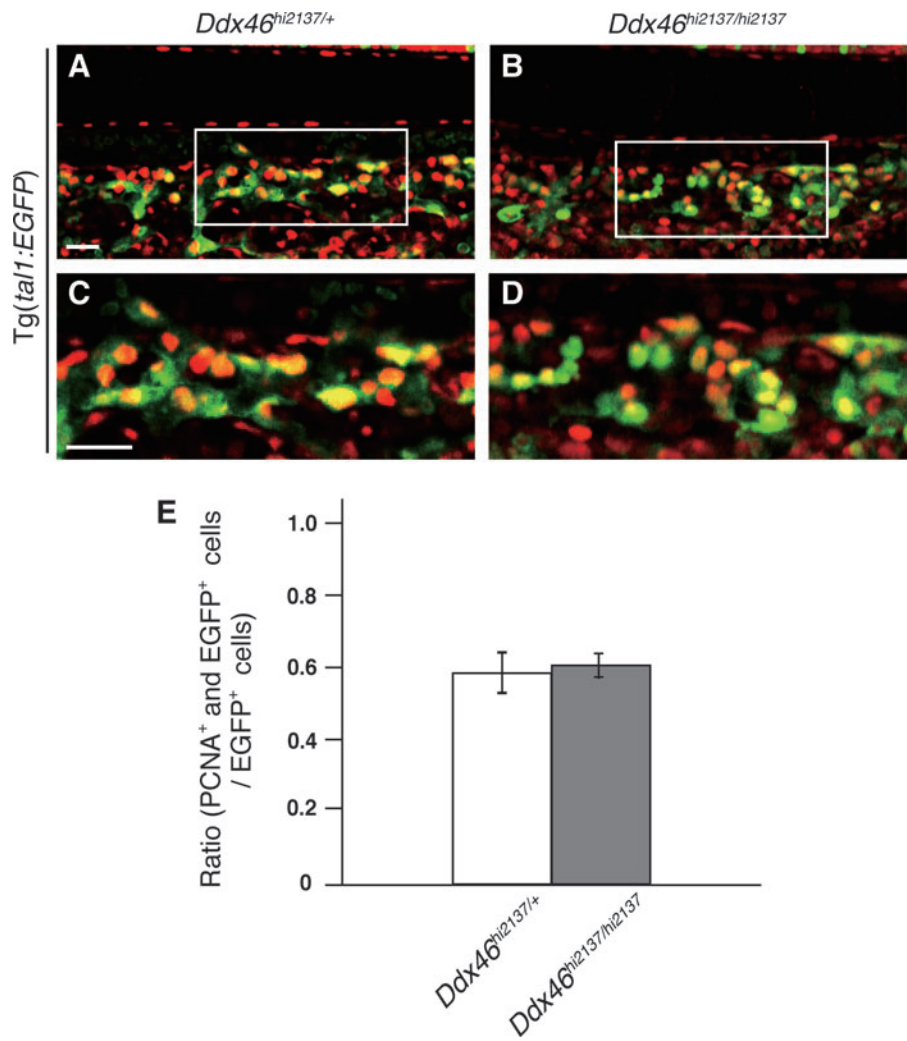 Ddx46hi2137/+
Ddx46hi2137/hi2137
Tg(tal1:EGFP)
A
B
C
D
E
Ratio (PCNA+ and EGFP+ cells
/ EGFP+ cells)
1.0
0.8
0.6
0.4
0.2
0
Ddx46hi2137/+
Ddx46hi2137/hi2137